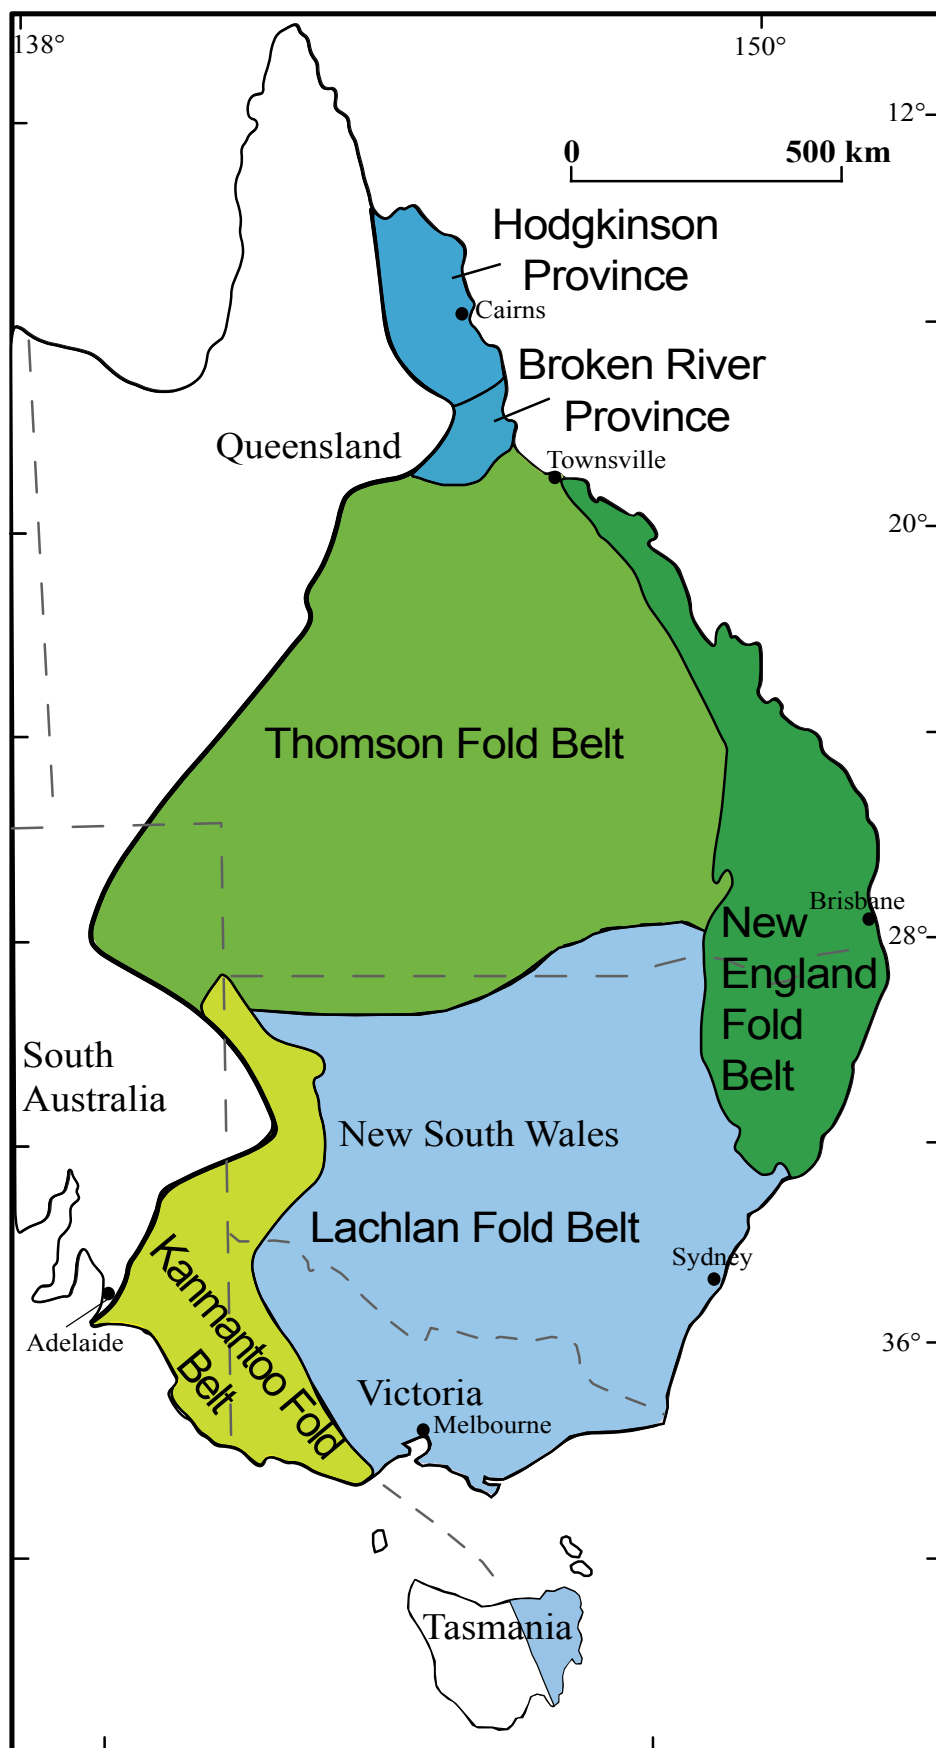 138°
150°
12°
0 500 km
Hodgkinson
Province
Cairns
Broken River
Province
Queensland
Townsville
20°
Thomson Fold Belt
Brisbane
New
28°
England
Fold
Belt
South
Australia
New South Wales
Lachlan Fold Belt
Sydney
Kanmantoo Fold
Belt
Adelaide
36°
Victoria
Melbourne
Tasmania